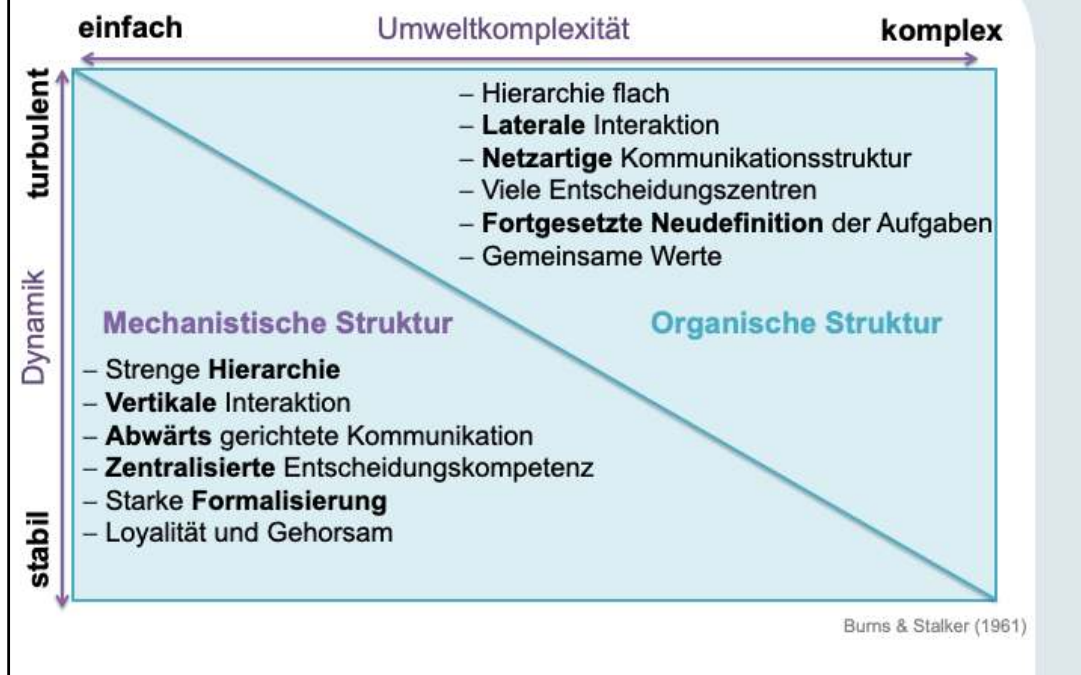 einfach
Umweltkomplexität
komplex
turbulent
Dynamik
stabil
– Hierarchie flach
– Laterale Interaktion
– Netzartige Kommunikationsstruktur
– Viele Entscheidungszentren
– Fortgesetzte Neudefinition der Aufgaben
– Gemeinsame Werte
Mechanistische Struktur
Organische Struktur
– Strenge Hierarchie
– Vertikale Interaktion
– Abwärts gerichtete Kommunikation
– Zentralisierte Entscheidungskompetenz
– Starke Formalisierung
– Loyalität und Gehorsam
Burns & Stalker (1961)